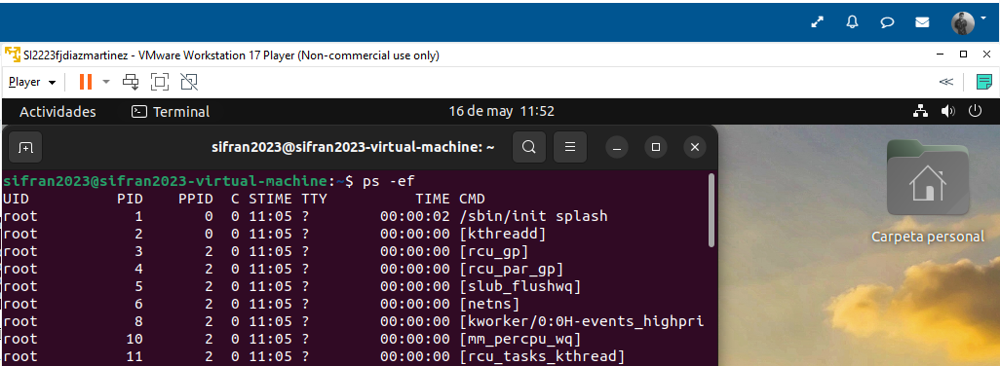 SI2223fjdiazmartinez - VMware Workstation 17 Player (Non-commercial use only)
Player
Actividades Terminal 16 de may 11:52
sifran2023@sifran2023-virtual-machine: ~
sifran2023@sifran2023-virtual-machine:~$ ps -ef
UID PID PPID C STIME TTY TIME CMD
root 1 0 0 11:05 ? 00:00:02 /sbin/init splash
root 2 0 0 11:05 ? 00:00:00 [kthreadd]
root 3 2 0 11:05 ? 00:00:00 [rcu_gp]
root 4 2 0 11:05 ? 00:00:00 [rcu_par_gp]
root 5 2 0 11:05 ? 00:00:00 [slub_flushwq]
root 6 2 0 11:05 ? 00:00:00 [netns]
root 8 2 0 11:05 ? 00:00:00 [kworker/0:0H-events_highpri
root 10 2 0 11:05 ? 00:00:00 [mm_percpu_wq]
root 11 2 0 11:05 ? 00:00:00 [rcu_tasks_kthread]
Carpeta personal